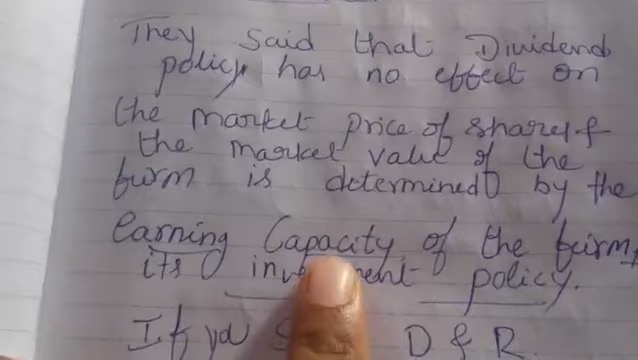 They said that Dividend
policy has no effect on
the market price of shares &
the market value of the
firm is determined by the
earning Capacity of the firm &
its policy.
If you D & R